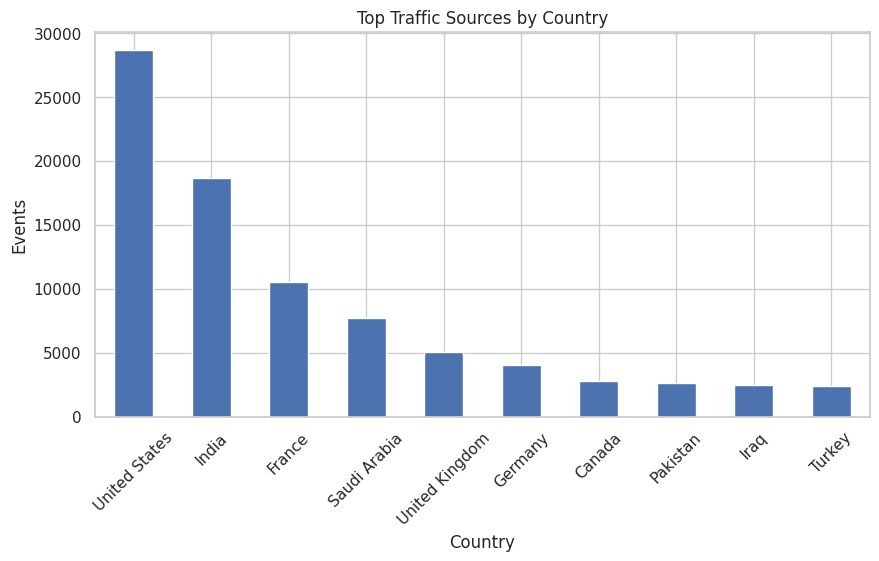 Top Traffic Sources by Country
Events
30000
25000
20000
15000
10000
5000
0
United States
India
France
Saudi Arabia
United Kingdom
Germany
Canada
Pakistan
Iraq
Turkey
Country